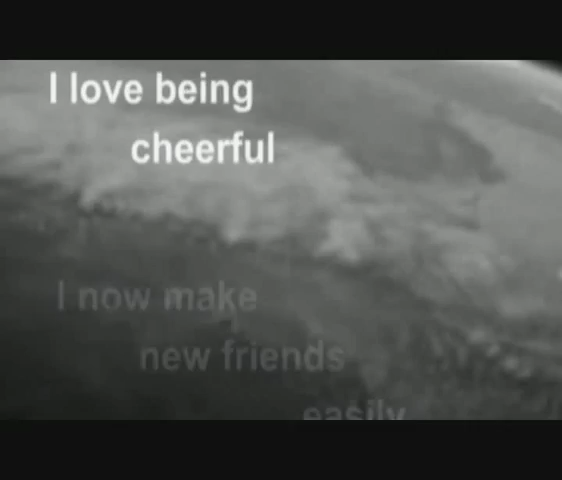 I love being
cheerful
I now make
new friends
easily